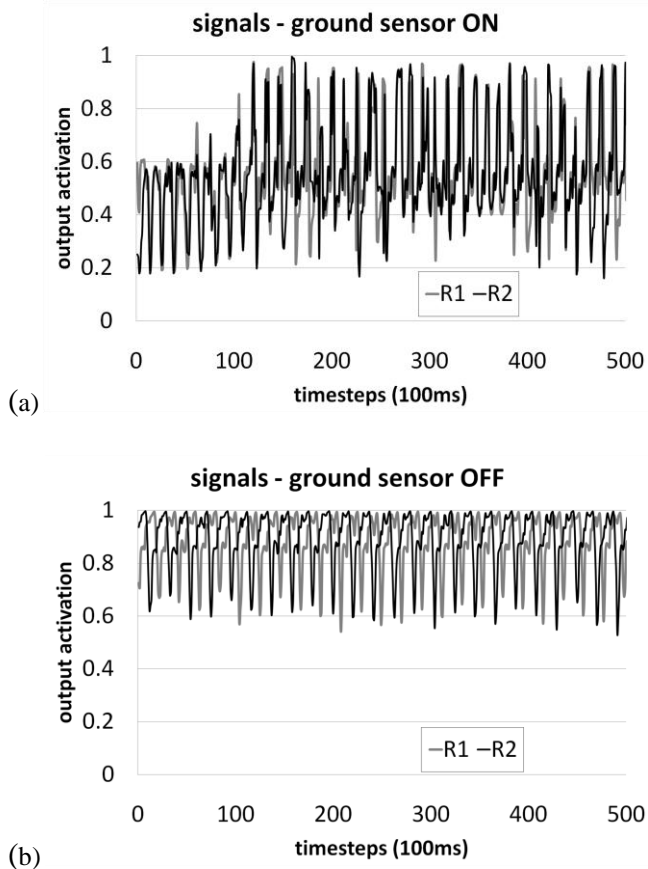 signals - ground sensor ON
output activation
1
0.8
0.6
0.4
0.2
0
R1 R2
0 100 200 300 400 500
timesteps (100ms)
(a)
signals - ground sensor OFF
output activation
1
0.8
0.6
0.4
0.2
0
R1 R2
0 100 200 300 400 500
timesteps (100ms)
(b)